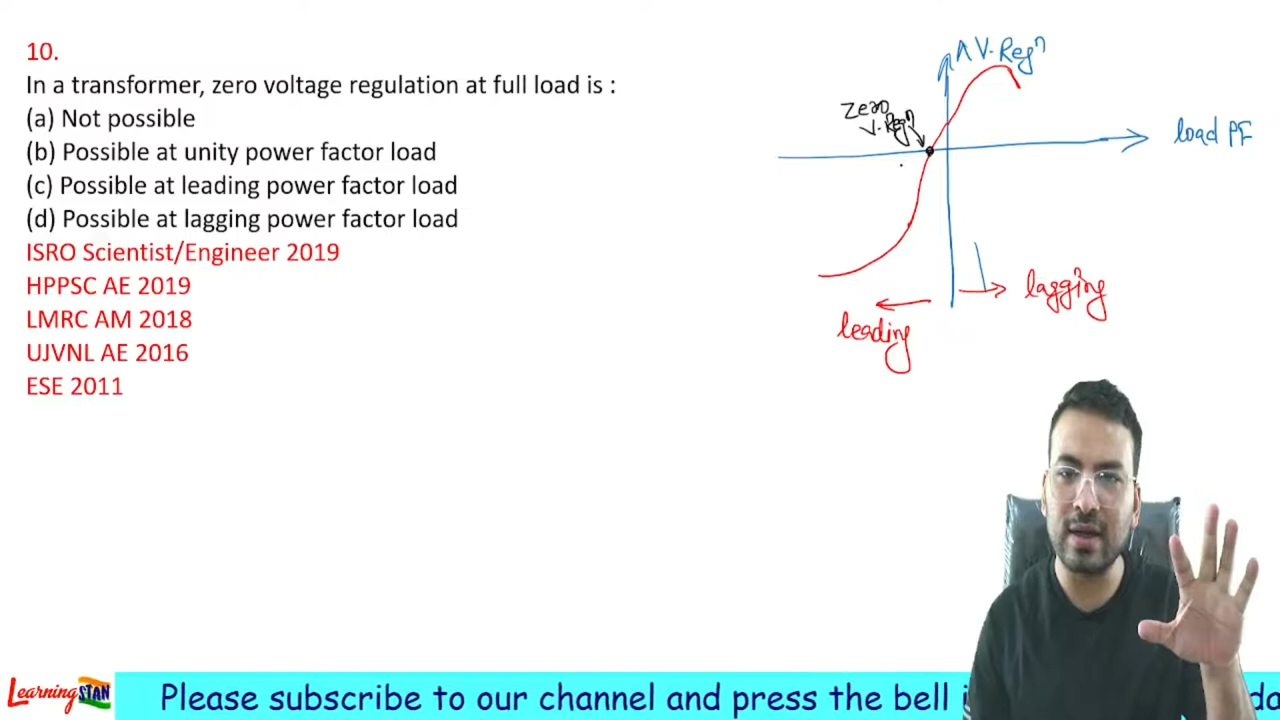 10.
In a transformer, zero voltage regulation at full load is :
(a) Not possible
(b) Possible at unity power factor load
(c) Possible at leading power factor load
(d) Possible at lagging power factor load
ISRO Scientist/Engineer 2019
HPPSC AE 2019
LMRC AM 2018
UJVNL AE 2016
ESE 2011
V.Regⁿ
Zero
V.Regⁿ
load PF
lagging
leading
LearningSTAN
Please subscribe to our channel and press the bell